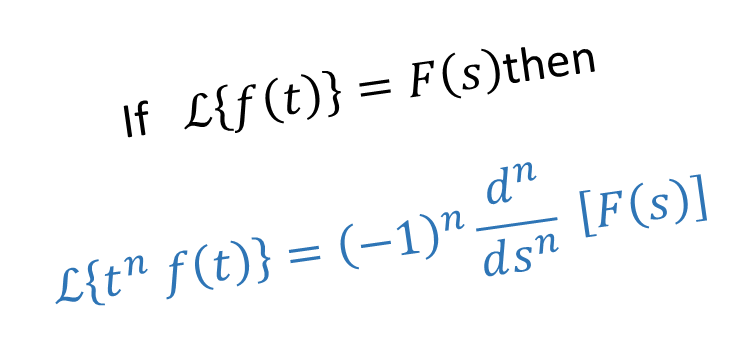 If ℒ{f(t)} = F(s)then
ℒ{tⁿ f(t)} = (−1)ⁿ dⁿ/dsⁿ [F(s)]